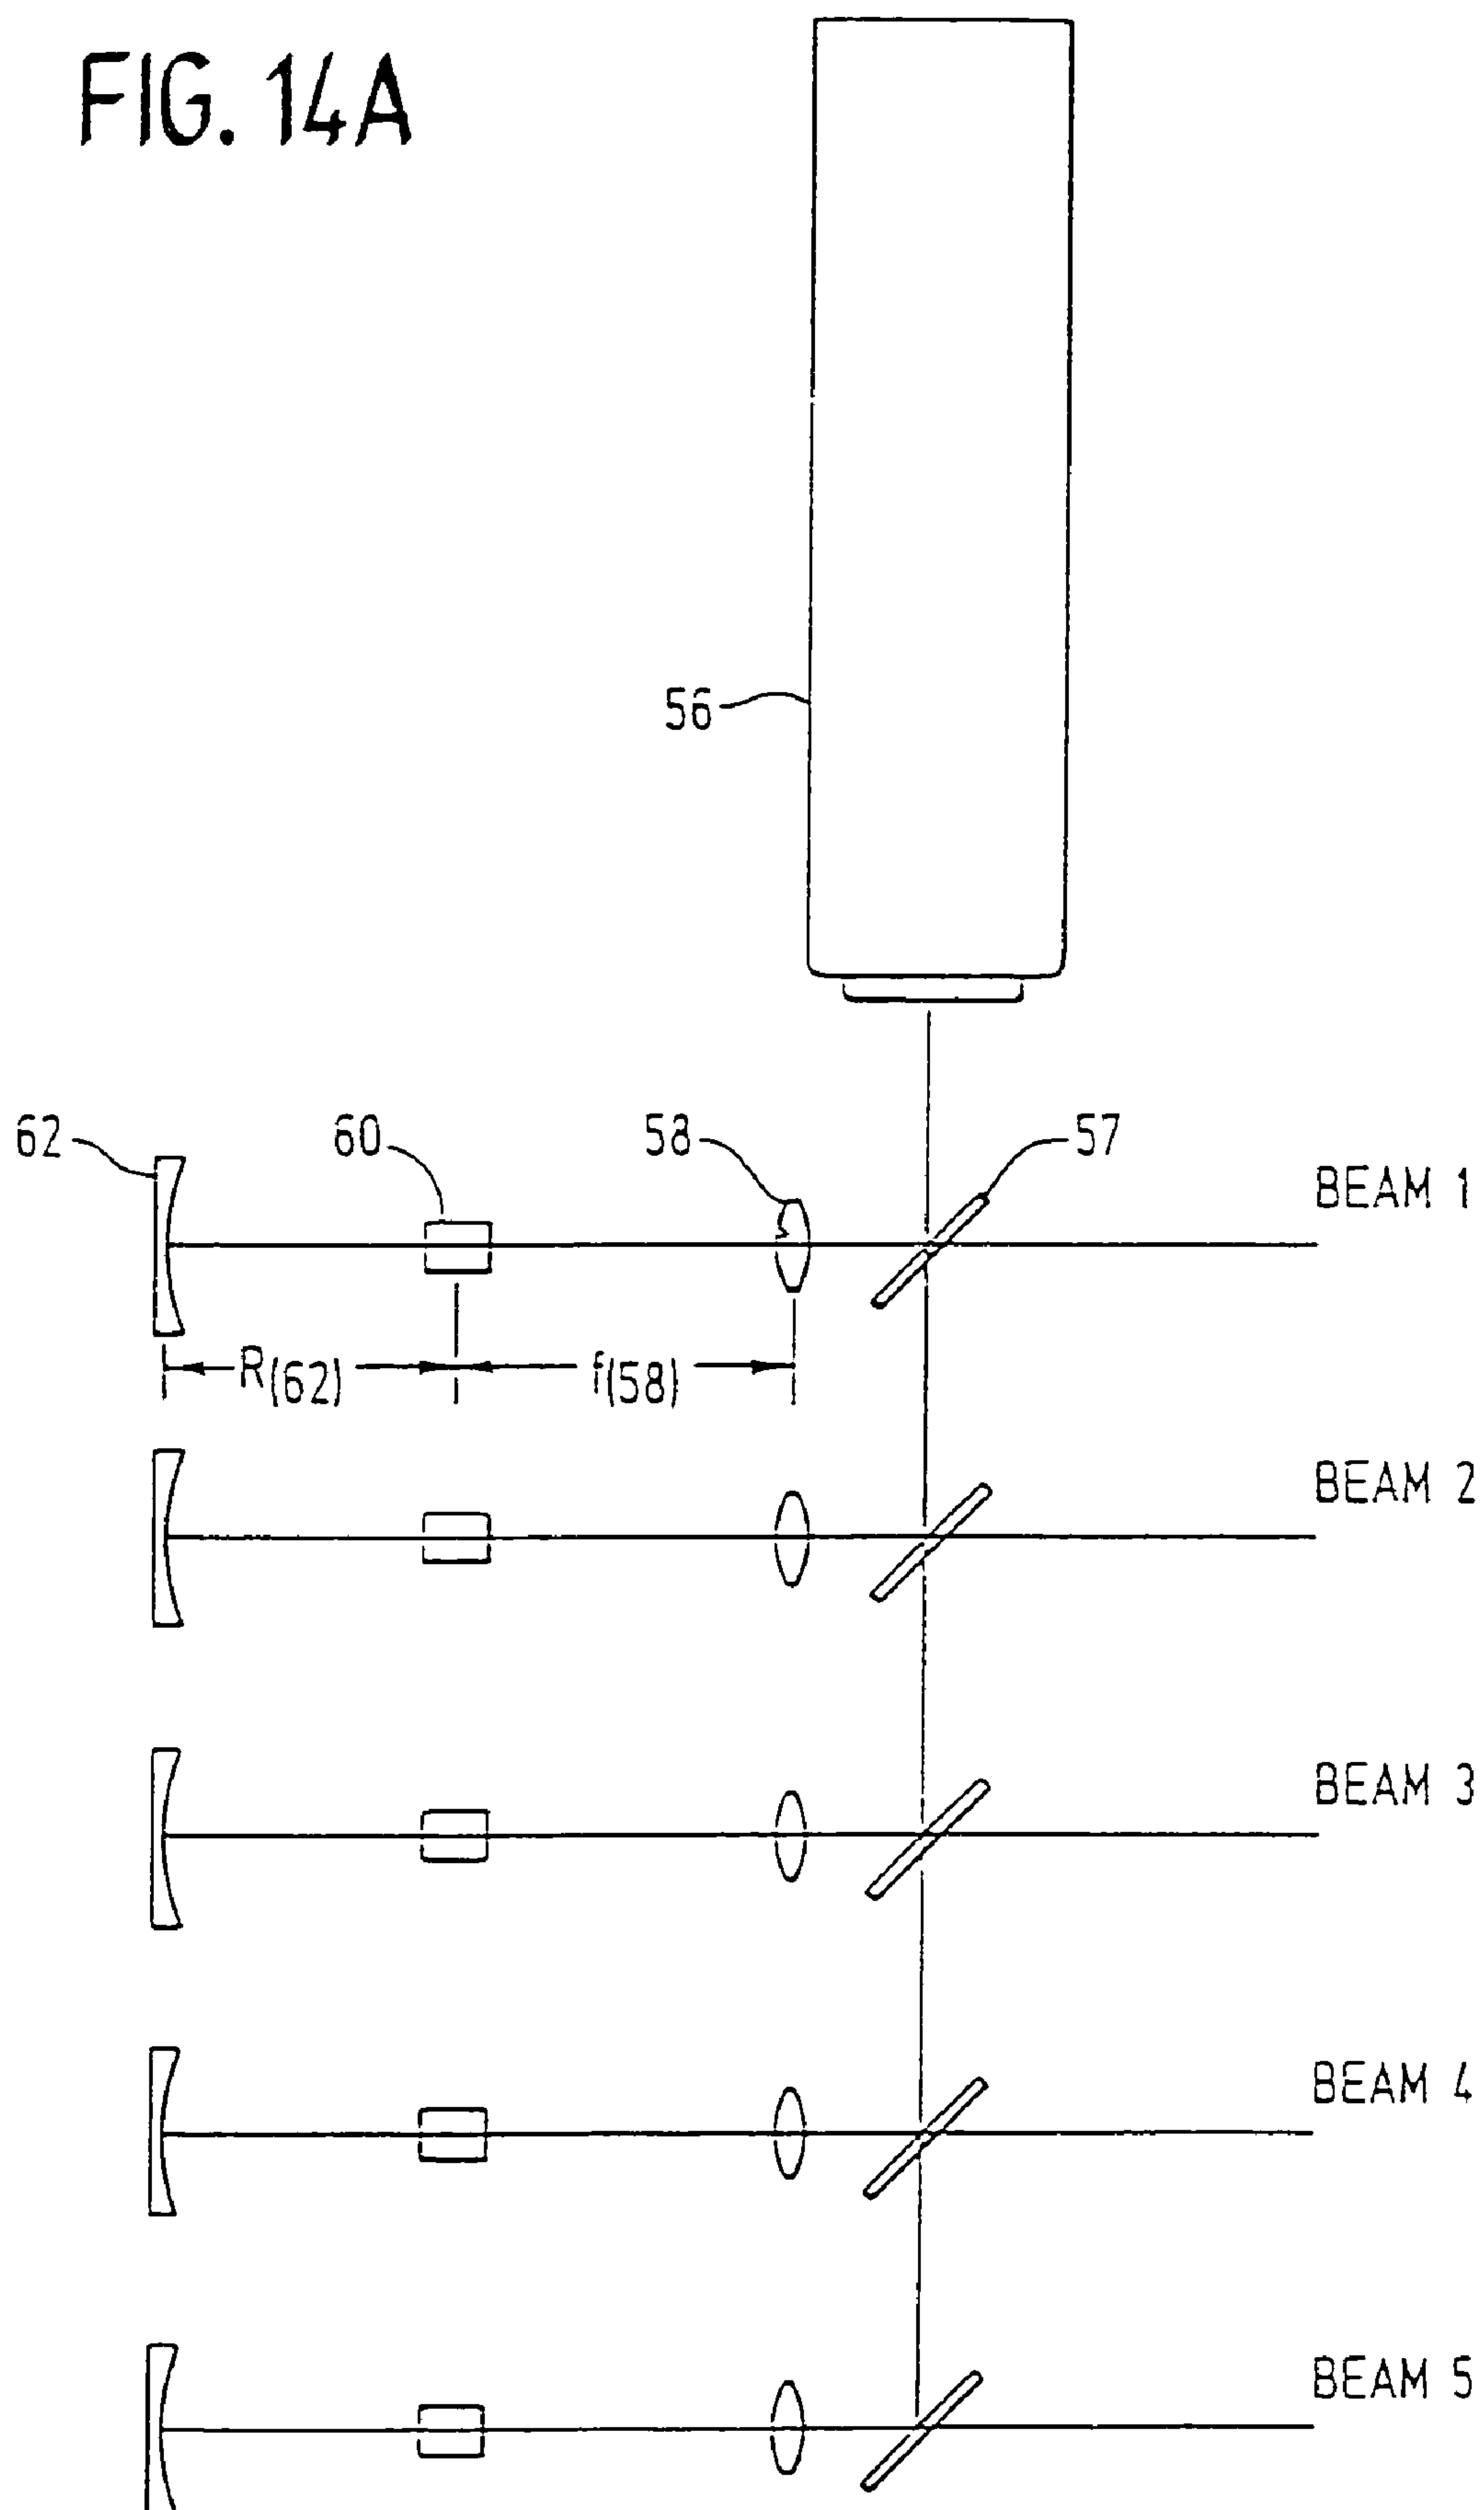 FIG. 14A
56
62
60
58
57
BEAM 1
R(62)
f(58)
BEAM 2
BEAM 3
BEAM 4
BEAM 5